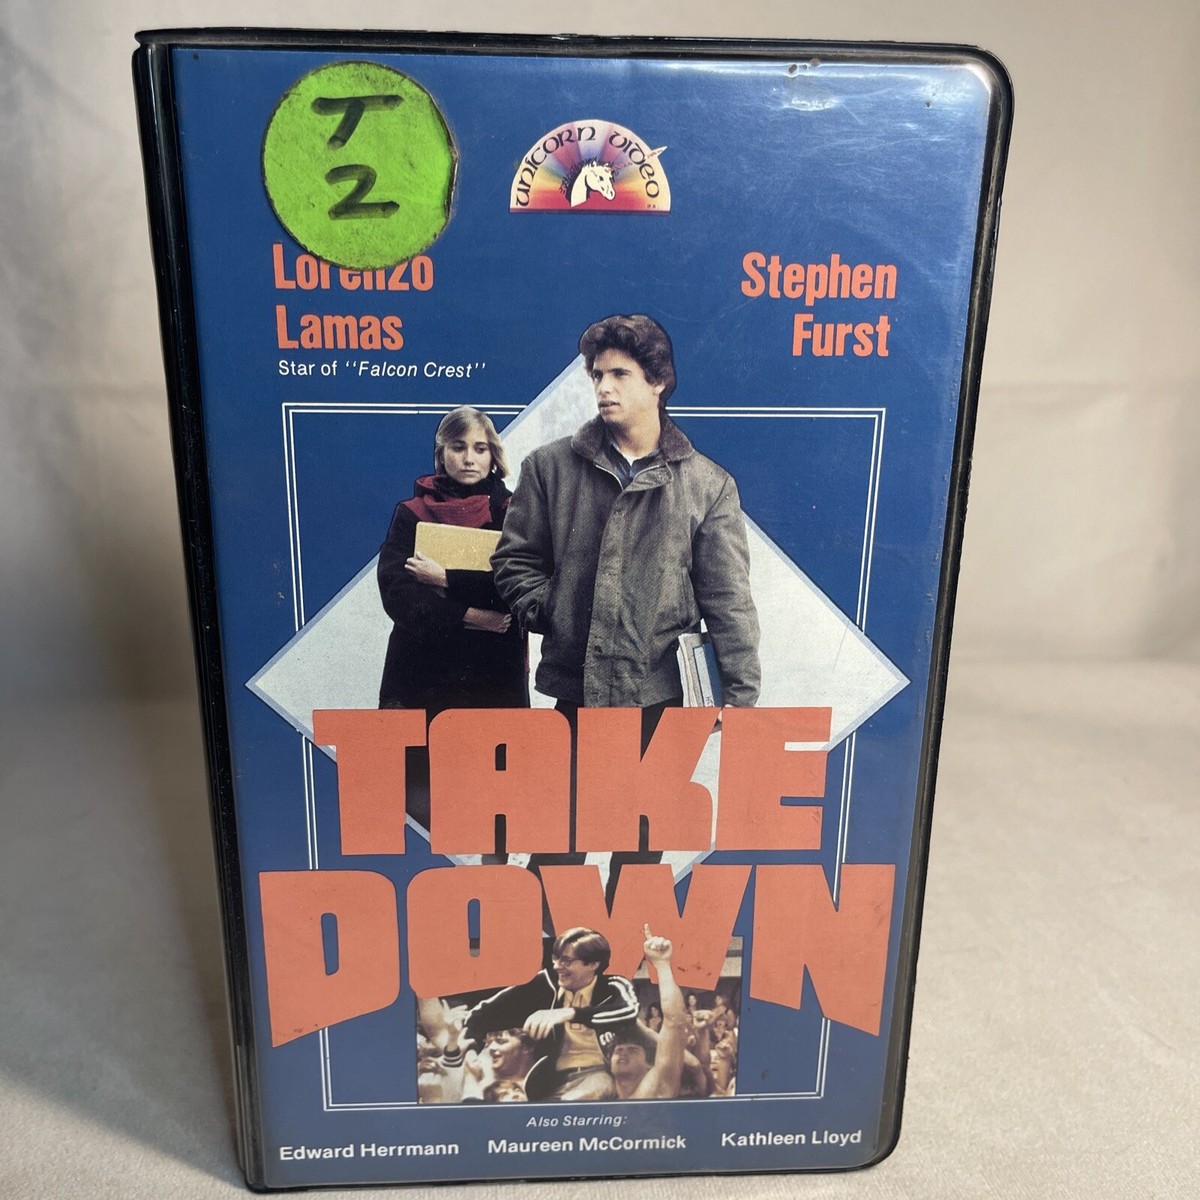 T
2
UNICORN VIDEO
Lorenzo
Lamas
Star of "Falcon Crest"
Stephen
Furst
TAKE
DOWN
Also Starring:
Edward Herrmann Maureen McCormick Kathleen Lloyd